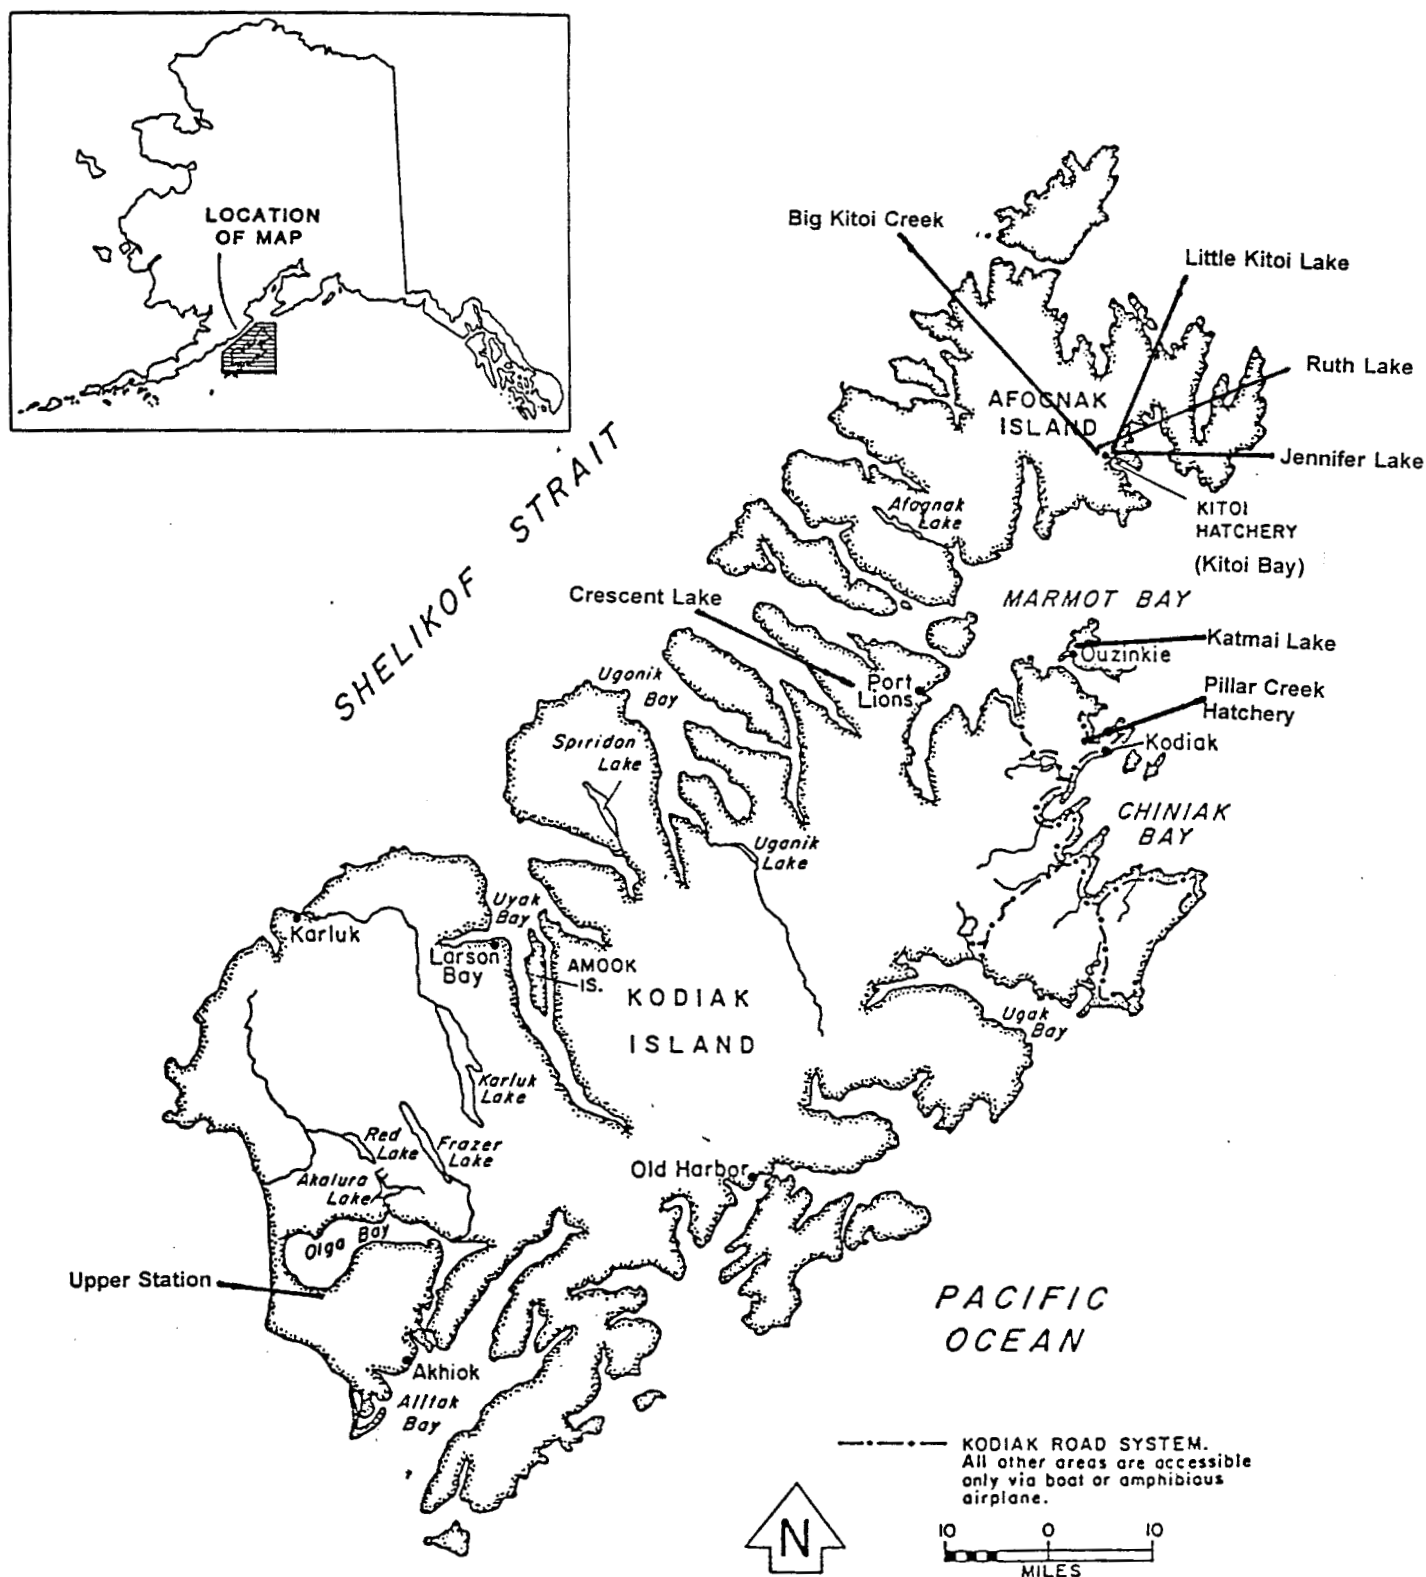 LOCATION
OF MAP
Big Kitoi Creek
Little Kitoi Lake
Ruth Lake
AFOGNAK
ISLAND
Jennifer Lake
KITOI
HATCHERY
(Kitoi Bay)
Afognak
Lake
SHELIKOF STRAIT
MARMOT BAY
Crescent Lake
Katmai Lake
Ouzinkie
Port
Lions
Pillar Creek
Hatchery
Kodiak
Uganik
Bay
Spiridon
Lake
CHINIAK
BAY
Uganik
Lake
Uyak
Bay
Karluk
Larson
Bay
AMOOK
IS.
KODIAK
ISLAND
Ugak
Bay
Karluk
Lake
Red
Lake
Frazer
Lake
Akalura
Lake
Old Harbor
Olga Bay
Upper Station
PACIFIC
OCEAN
Akhiok
Alitak
Bay
KODIAK ROAD SYSTEM.
All other areas are accessible
only via boat or amphibious
airplane.
N
10 0 10
MILES